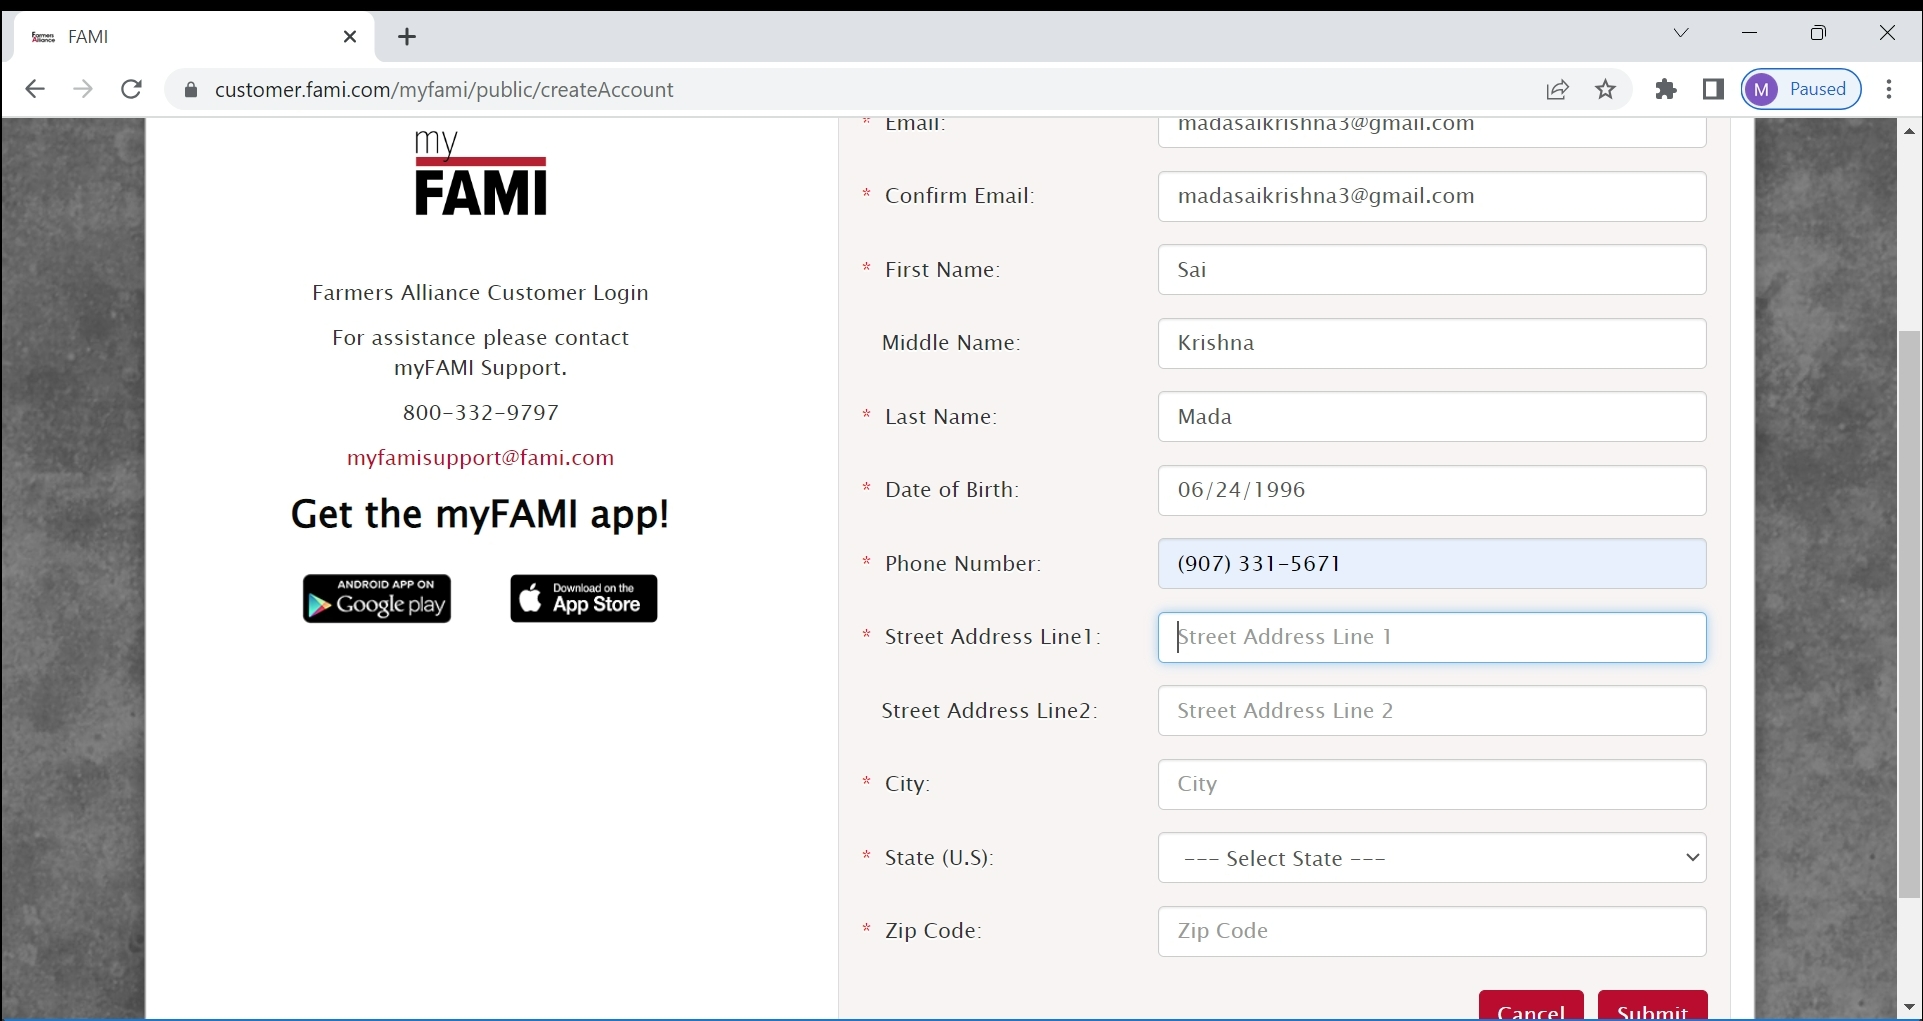 Farmers Alliance FAMI
customer.fami.com/myfami/public/createAccount
M Paused
my
FAMI
Farmers Alliance Customer Login
For assistance please contact
myFAMI Support.
800-332-9797
myfamisupport@fami.com
Get the myFAMI app!
ANDROID APP ON
Google play
Download on the
App Store
* Email: madasaikrishna3@gmail.com
* Confirm Email: madasaikrishna3@gmail.com
* First Name: Sai
Middle Name: Krishna
* Last Name: Mada
* Date of Birth: 06/24/1996
* Phone Number: (907) 331-5671
* Street Address Line1: Street Address Line 1
Street Address Line2: Street Address Line 2
* City: City
* State (U.S): --- Select State ---
* Zip Code: Zip Code
Cancel Submit